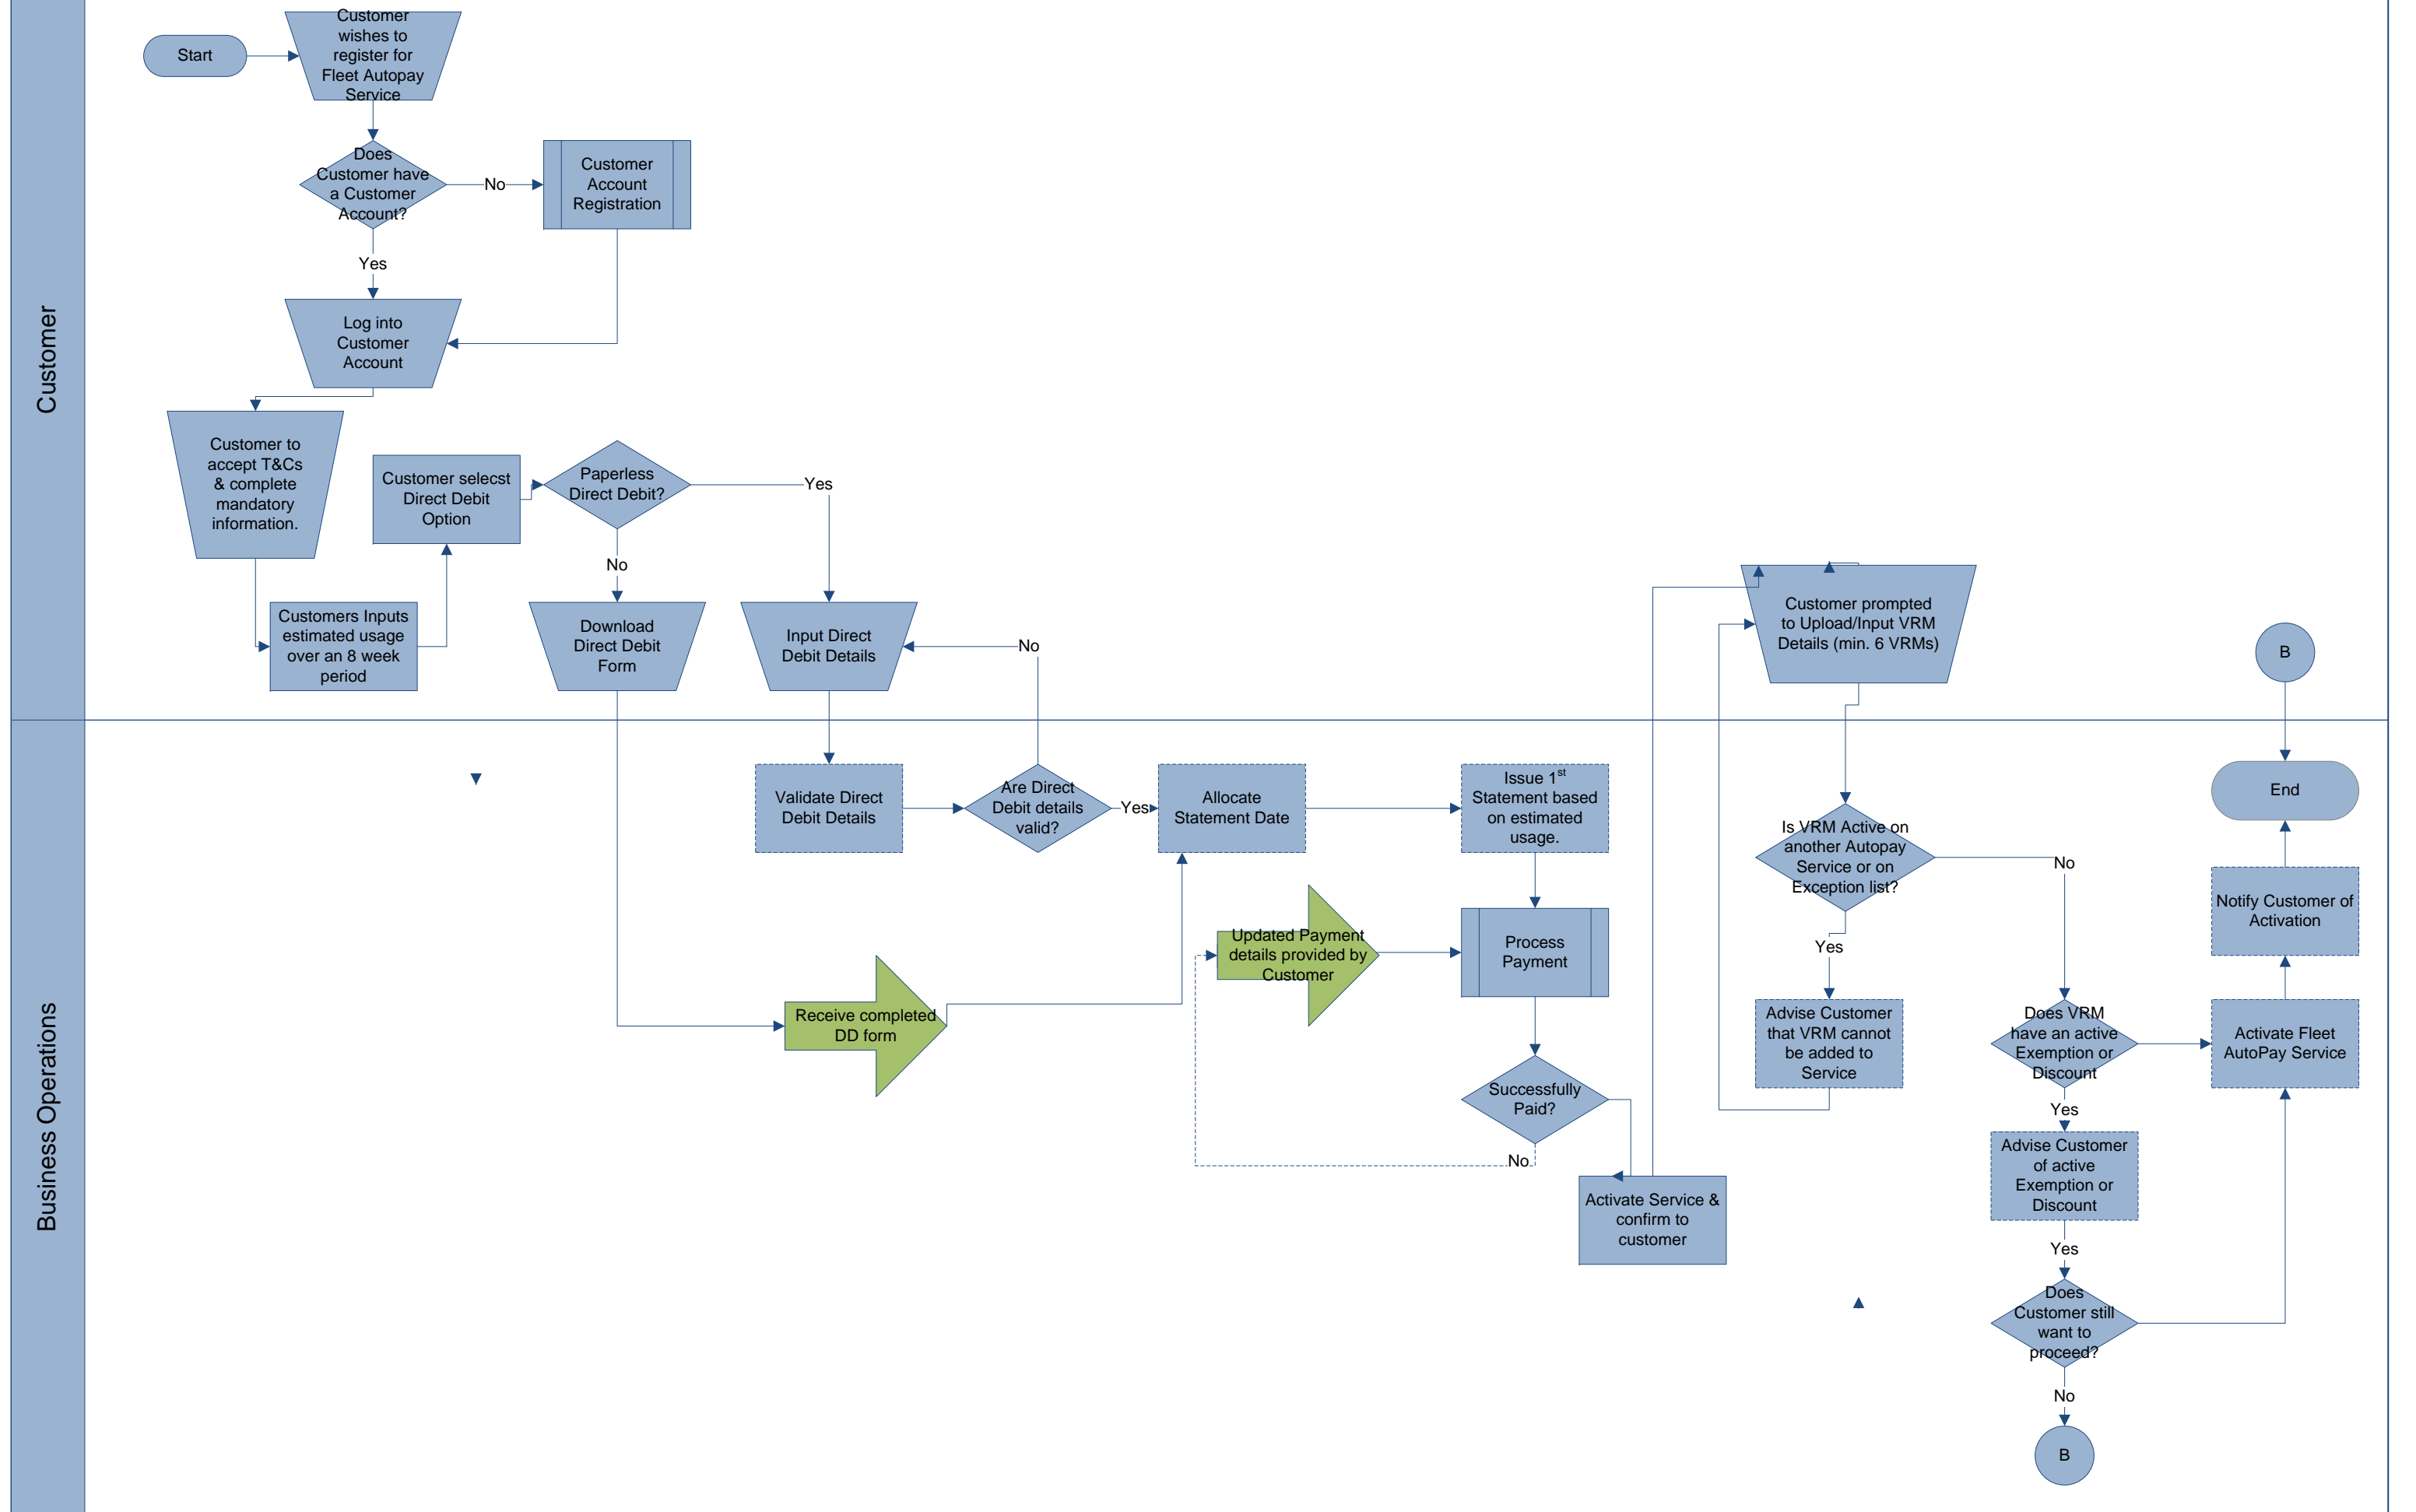 Customer
Start
Customer
wishes to
register for
Fleet Autopay
Service
Does
Customer have
a Customer
Account?
No
Customer
Account
Registration
Yes
Log into
Customer
Account
Customer to
accept T&Cs
& complete
mandatory
information.
Customers Inputs
estimated usage
over an 8 week
period
Customer selecst
Direct Debit
Option
Paperless
Direct Debit?
Yes
No
Download
Direct Debit
Form
Input Direct
Debit Details
No
Customer prompted
to Upload/Input VRM
Details (min. 6 VRMs)
B
Business Operations
Validate Direct
Debit Details
Are Direct
Debit details
valid?
Yes
Allocate
Statement Date
Issue 1st
Statement based
on estimated
usage.
Receive completed
DD form
Updated Payment
details provided by
Customer
Process
Payment
Successfully
Paid?
No
Activate Service &
confirm to
customer
Is VRM Active on
another Autopay
Service or on
Exception list?
No
Yes
Advise Customer
that VRM cannot
be added to
Service
Does VRM
have an active
Exemption or
Discount
Yes
Advise Customer
of active
Exemption or
Discount
Yes
Does
Customer still
want to
proceed?
No
B
Activate Fleet
AutoPay Service
Notify Customer of
Activation
End